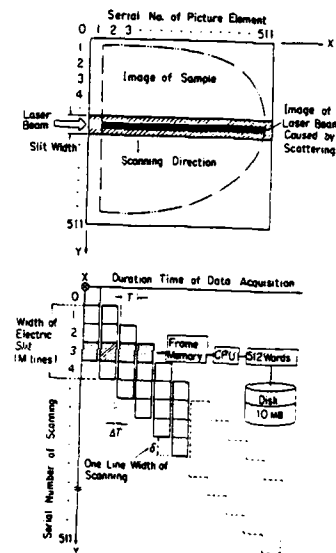 Serial No. of Picture Element
0 1 2 3 ........ 511
X
1
2
3
4
Image of Sample
Laser Beam
Slit Width
Image of Laser Beam Caused by Scattering
Scanning Direction
511
Y
X Duration Time of Data Acquisition
0
1
2
3
4
T
Width of Electric Slit (M lines)
Frame Memory
CPU
512 Words
Disk
10 MB
ΔT
δ
One Line Width of Scanning
Serial Number of Scanning
511
Y